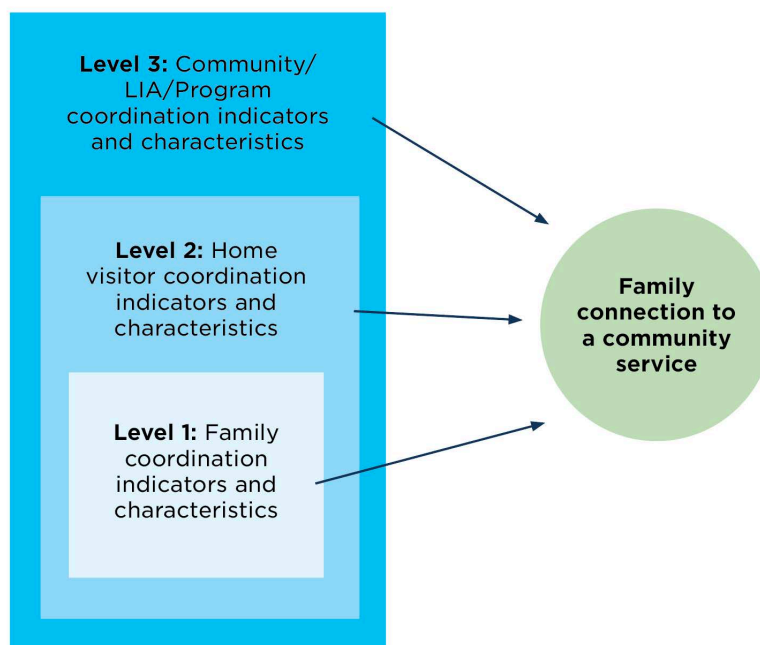 Level 3: Community/
LIA/Program
coordination indicators
and characteristics
Level 2: Home
visitor coordination
indicators and
characteristics
Level 1: Family
coordination
indicators and
characteristics
Family
connection to
a community
service